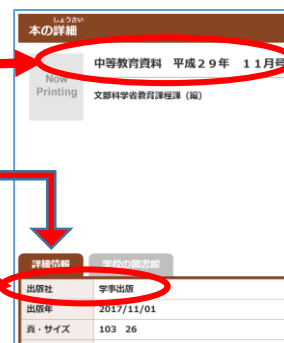 しょうさい
本の詳細
中等教育資料 平成29年 11月号
Now
Printing
文部科学省教育課程課 (編)
詳細情報 学校の図書館
出版社 学事出版
出版年 2017/11/01
頁・サイズ 103 26